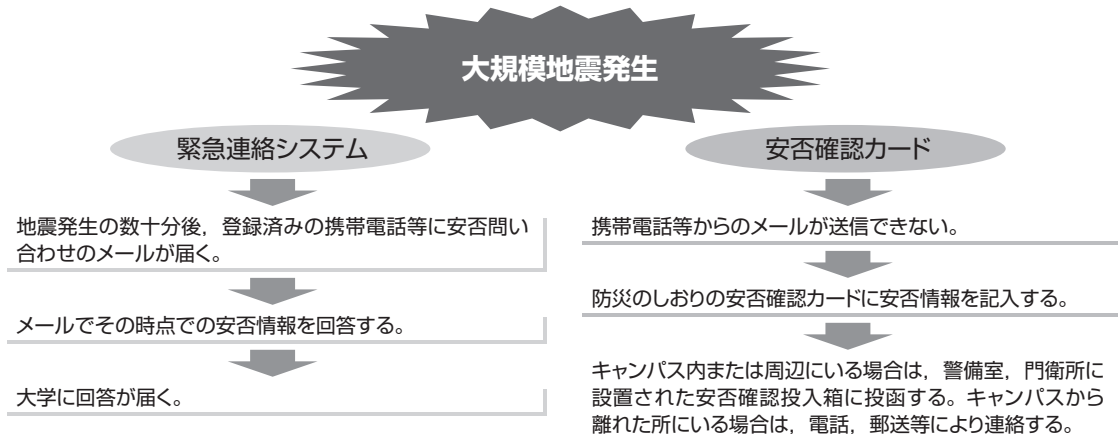 大規模地震発生
緊急連絡システム
地震発生の数十分後，登録済みの携帯電話等に安否問い
合わせのメールが届く。
メールでその時点での安否情報を回答する。
大学に回答が届く。
安否確認カード
携帯電話等からのメールが送信できない。
防災のしおりの安否確認カードに安否情報を記入する。
キャンパス内または周辺にいる場合は，警備室，門衛所に
設置された安否確認投入箱に投函する。キャンパスから
離れた所にいる場合は，電話，郵送等により連絡する。